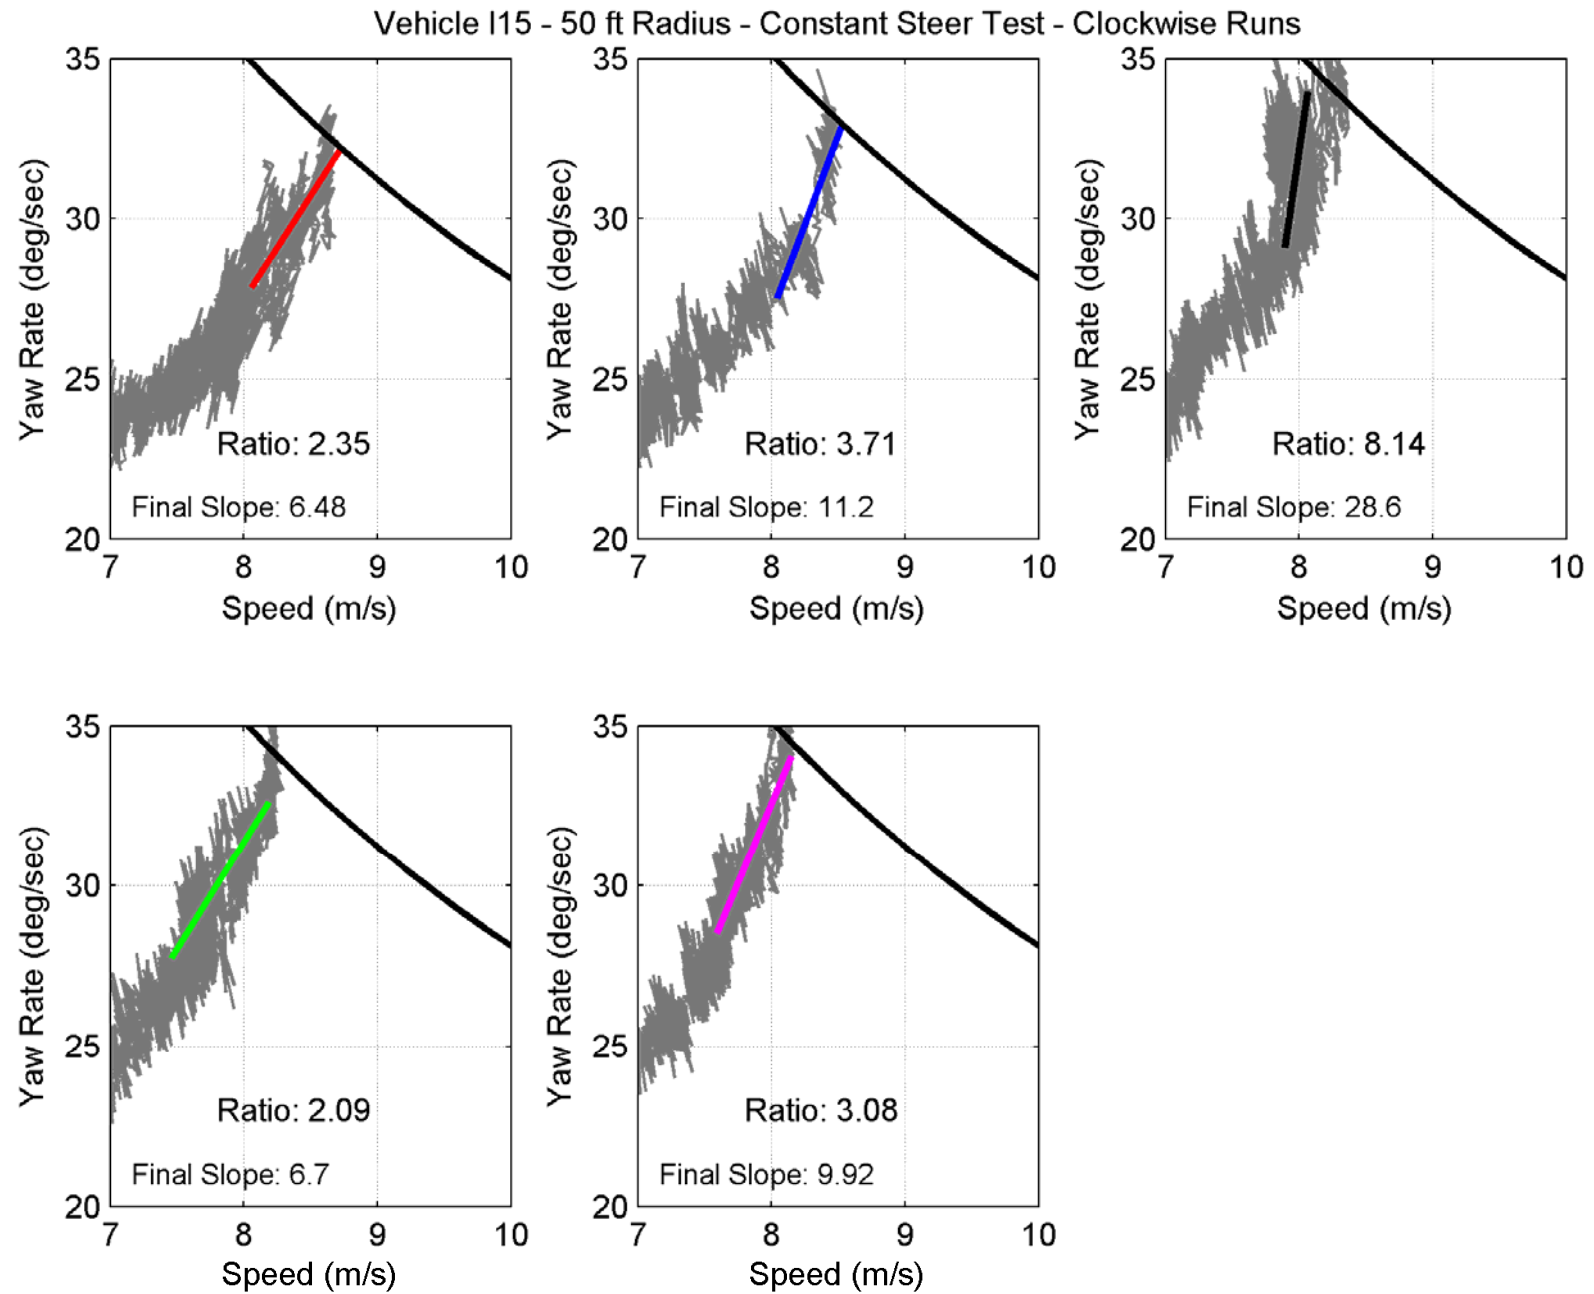 Vehicle I15 - 50 ft Radius - Constant Steer Test - Clockwise Runs
35
30
25
20
Yaw Rate (deg/sec)
Ratio: 2.35
Final Slope: 6.48
7 8 9 10
Speed (m/s)
35
30
25
20
Yaw Rate (deg/sec)
Ratio: 3.71
Final Slope: 11.2
7 8 9 10
Speed (m/s)
35
30
25
20
Yaw Rate (deg/sec)
Ratio: 8.14
Final Slope: 28.6
7 8 9 10
Speed (m/s)
35
30
25
20
Yaw Rate (deg/sec)
Ratio: 2.09
Final Slope: 6.7
7 8 9 10
Speed (m/s)
35
30
25
20
Yaw Rate (deg/sec)
Ratio: 3.08
Final Slope: 9.92
7 8 9 10
Speed (m/s)